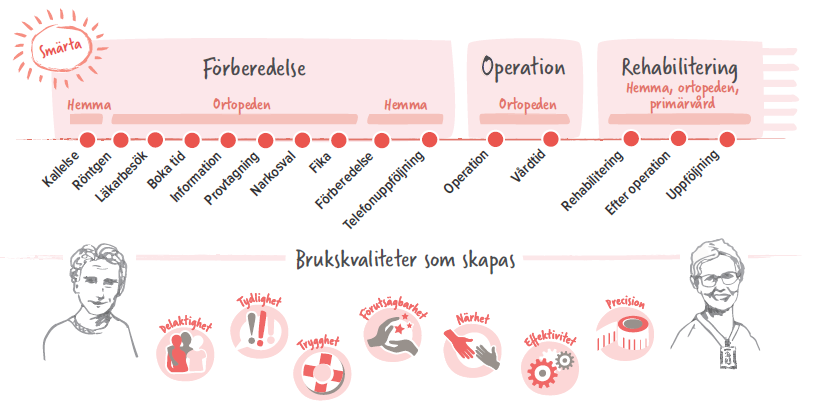 Smärta
Förberedelse
Operation
Rehabilitering
Hemma
Ortopeden
Hemma
Ortopeden
Hemma, ortopeden,
primärvård
Kallelse
Röntgen
Läkarbesök
Boka tid
Information
Provtagning
Narkosval
Fika
Förberedelse
Telefonuppföljning
Operation
Vårdtid
Rehabilitering
Efter operation
Uppföljning
Brukskvaliteter som skapas
Delaktighet
Tydlighet
Trygghet
Förutsägbarhet
Närhet
Effektivitet
Precision